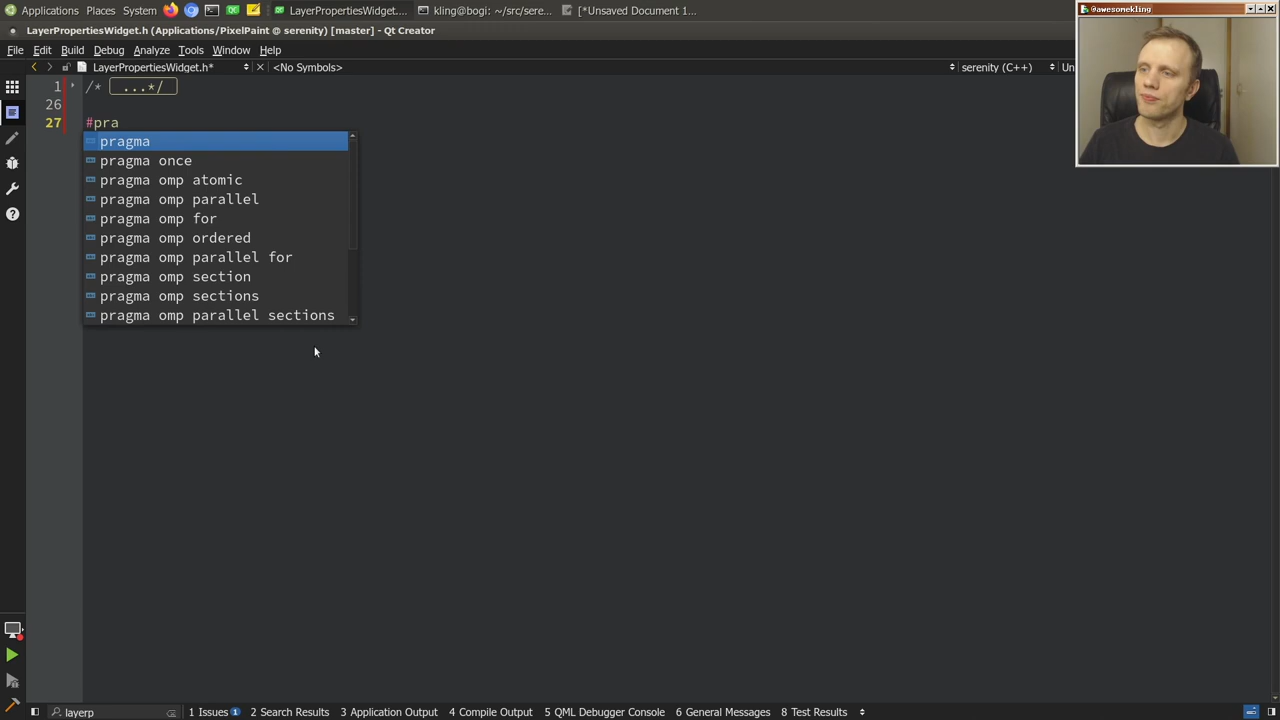 Applications Places System LayerPropertiesWidget.... kling@bogi: ~/src/sere... [*Unsaved Document 1...
@awesomekling
LayerPropertiesWidget.h (Applications/PixelPaint @ serenity) [master] - Qt Creator
File Edit Build Debug Analyze Tools Window Help
LayerPropertiesWidget.h* <No Symbols> serenity (C++) Un
1 /* ...*/
26
27 #pra
pragma
pragma once
pragma omp atomic
pragma omp parallel
pragma omp for
pragma omp ordered
pragma omp parallel for
pragma omp section
pragma omp sections
pragma omp parallel sections
layerp 1 Issues 1 2 Search Results 3 Application Output 4 Compile Output 5 QML Debugger Console 6 General Messages 8 Test Results